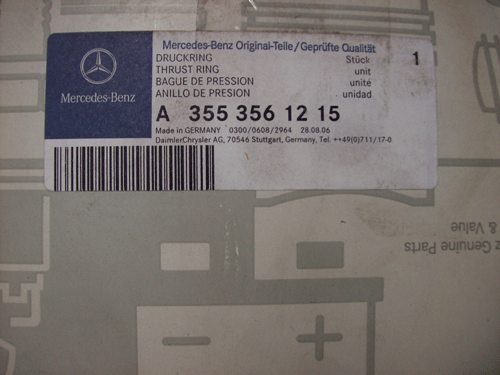 Mercedes-Benz
Mercedes-Benz Original-Teile/Geprüfte Qualität
DRUCKRING Stück 1
THRUST RING unit
BAGUE DE PRESSION unité
ANILLO DE PRESION unidad
A 355 356 12 15
Made in GERMANY 0300/0608/2964 28.08.06
DaimlerChrysler AG, 70546 Stuttgart, Germany, Tel. ++49(0)711/17-0
z Genuine Parts
& Value